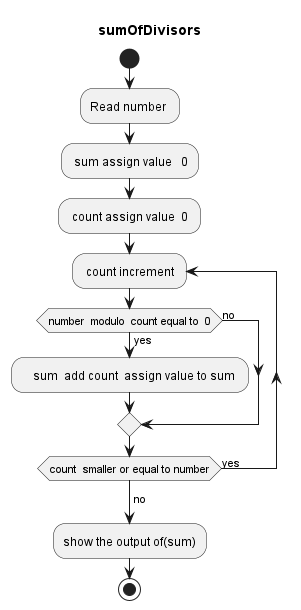 sumOfDivisors
Read number
sum assign value 0
count assign value 0
count increment
number modulo count equal to 0
no
yes
sum add count assign value to sum
count smaller or equal to number
yes
no
show the output of(sum)